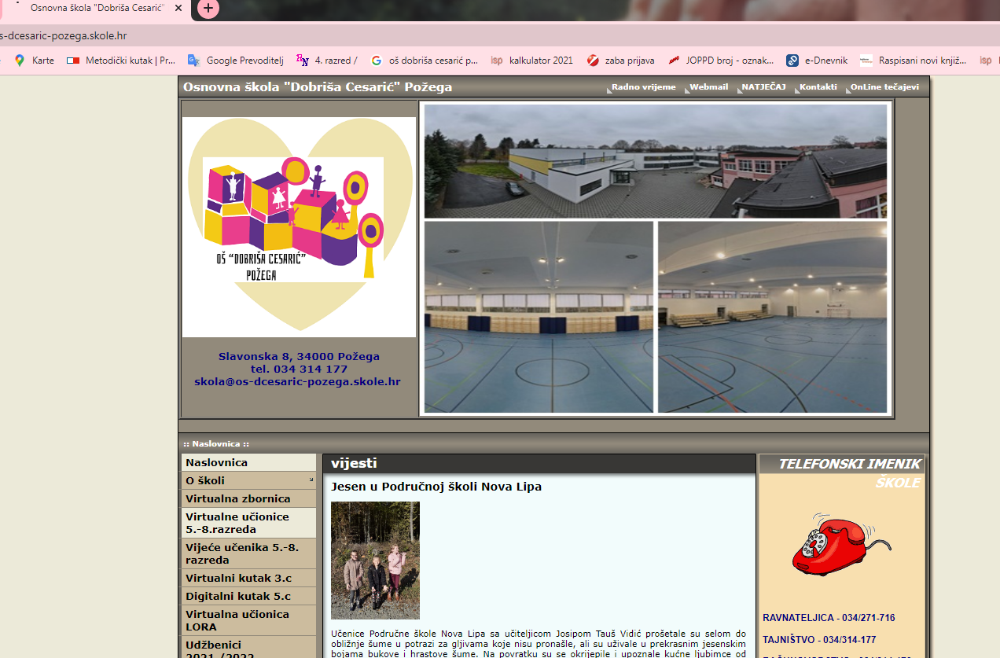 Osnovna škola "Dobriša Cesarić"
s-dcesaric-pozega.skole.hr
Karte
Metodički kutak | Pr...
Google Prevoditelj
4. razred /
oš dobriša cesarić p...
isp kalkulator 2021
zaba prijava
JOPPD broj - oznak...
e-Dnevnik
Raspisani novi knjiž...
isp
Osnovna škola "Dobriša Cesarić" Požega
Radno vrijeme
Webmail
NATJEČAJ
Kontakti
OnLine tečajevi
OŠ "DOBRIŠA CESARIĆ"
POŽEGA
Slavonska 8, 34000 Požega
tel. 034 314 177
skola@os-dcesaric-pozega.skole.hr
:: Naslovnica ::
Naslovnica
O školi
Virtualna zbornica
Virtualne učionice
5.-8.razreda
Vijeće učenika 5.-8.
razreda
Virtualni kutak 3.c
Digitalni kutak 5.c
Virtualna učionica
LORA
Udžbenici
2021./2022.
vijesti
Jesen u Područnoj školi Nova Lipa
Učenice Područne škole Nova Lipa sa učiteljicom Josipom Tauš Vidić prošetale su selom do
obližnje šume u potrazi za gljivama koje nisu pronašle, ali su uživale u prekrasnim jesenskim
bojama bukove i hrastove šume. Na povratku su se okrijepile i upoznale kućne ljubimce od
TELEFONSKI IMENIK
ŠKOLE
RAVNATELJICA - 034/271-716
TAJNIŠTVO - 034/314-177